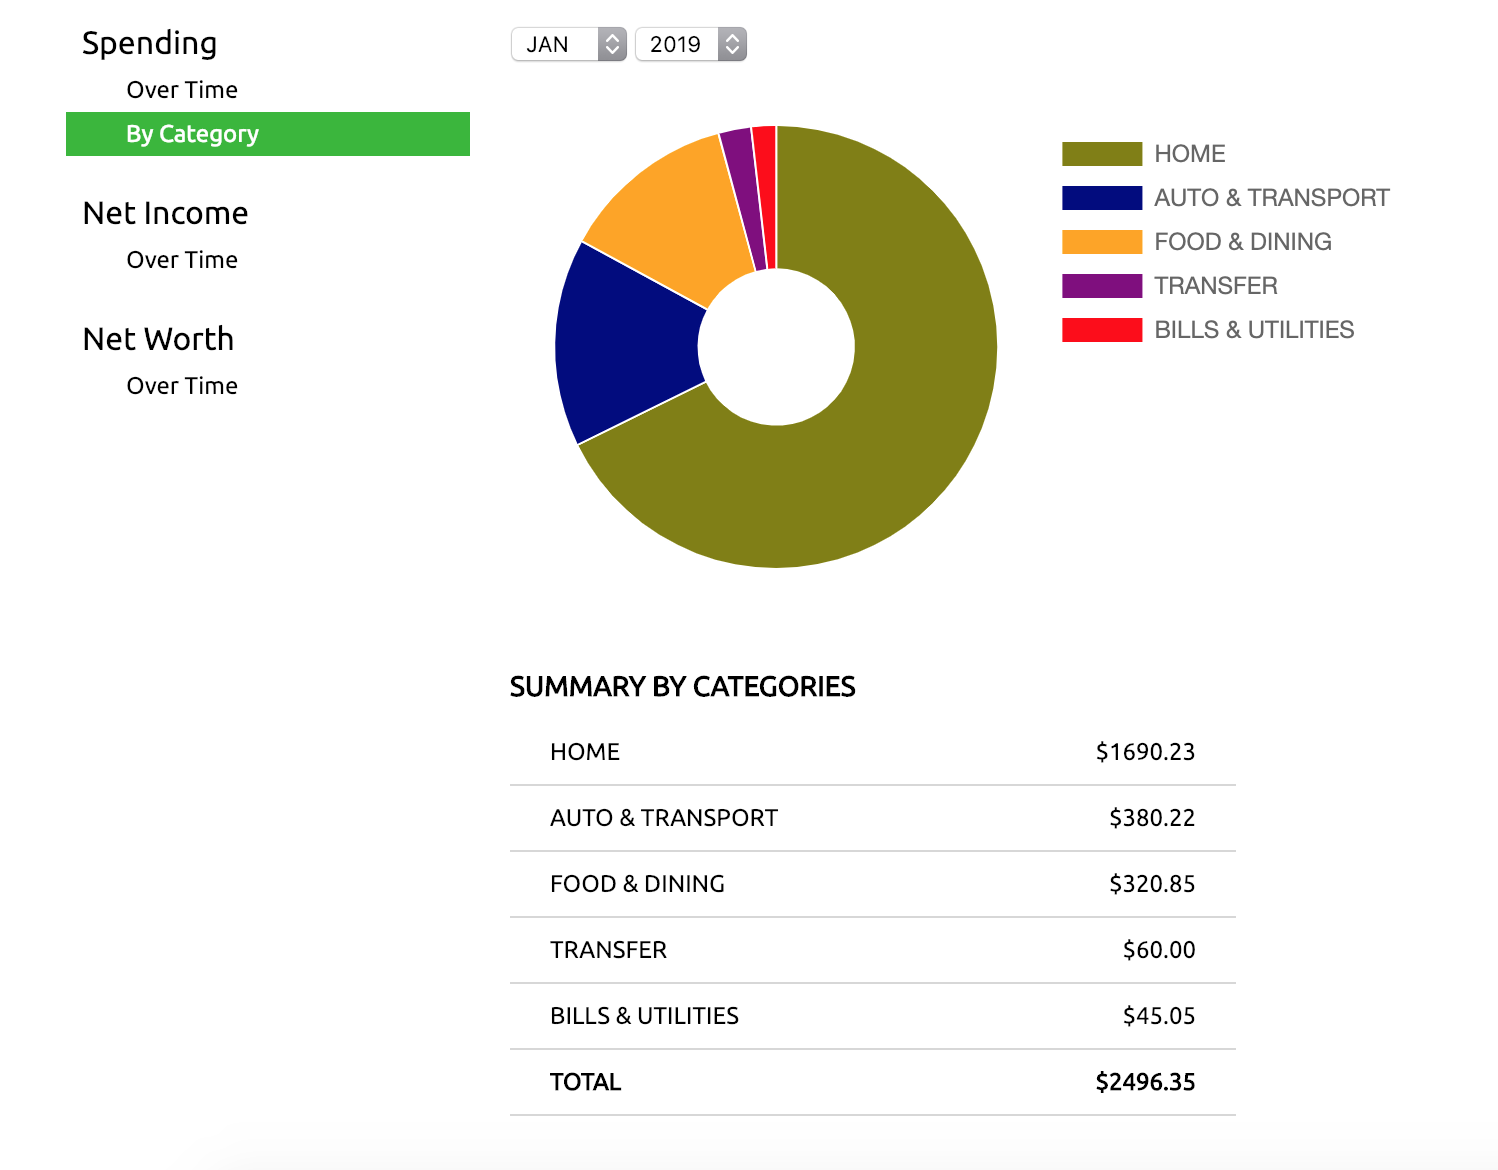 Spending
Over Time
By Category
Net Income
Over Time
Net Worth
Over Time
JAN 2019
HOME
AUTO & TRANSPORT
FOOD & DINING
TRANSFER
BILLS & UTILITIES
SUMMARY BY CATEGORIES
HOME $1690.23
AUTO & TRANSPORT $380.22
FOOD & DINING $320.85
TRANSFER $60.00
BILLS & UTILITIES $45.05
TOTAL $2496.35